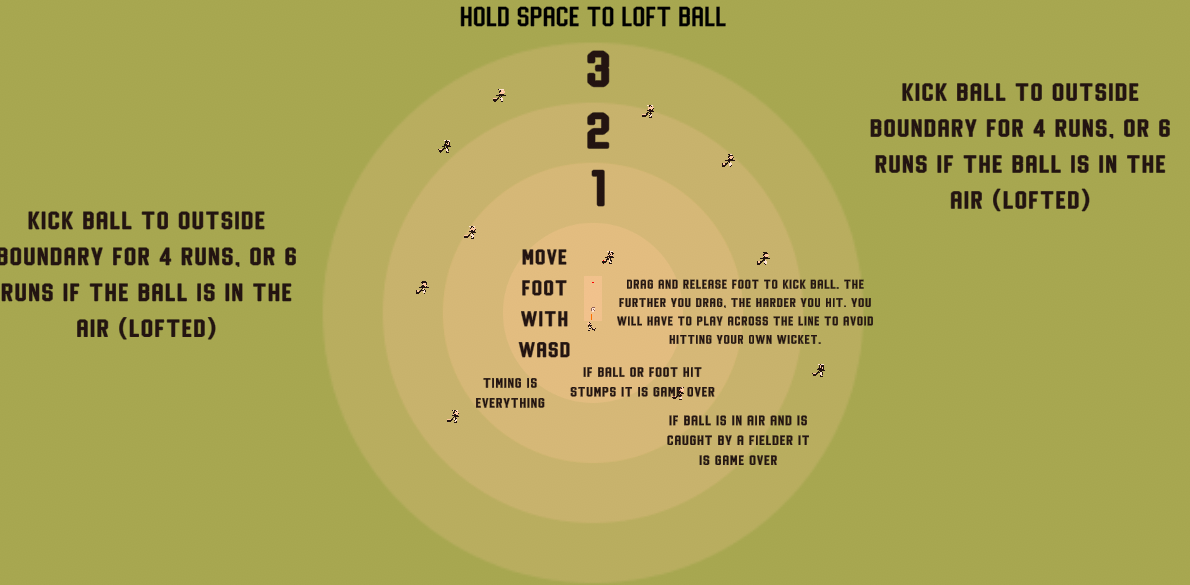 HOLD SPACE TO LOFT BALL
3
2
1
KICK BALL TO OUTSIDE
BOUNDARY FOR 4 RUNS, OR 6
RUNS IF THE BALL IS IN THE
AIR (LOFTED)
KICK BALL TO OUTSIDE
BOUNDARY FOR 4 RUNS, OR 6
RUNS IF THE BALL IS IN THE
AIR (LOFTED)
MOVE
FOOT
WITH
WASD
DRAG AND RELEASE FOOT TO KICK BALL. THE
FURTHER YOU DRAG, THE HARDER YOU HIT. YOU
WILL HAVE TO PLAY ACROSS THE LINE TO AVOID
HITTING YOUR OWN WICKET.
TIMING IS
EVERYTHING
IF BALL OR FOOT HIT
STUMPS IT IS GAME OVER
IF BALL IS IN AIR AND IS
CAUGHT BY A FIELDER IT
IS GAME OVER